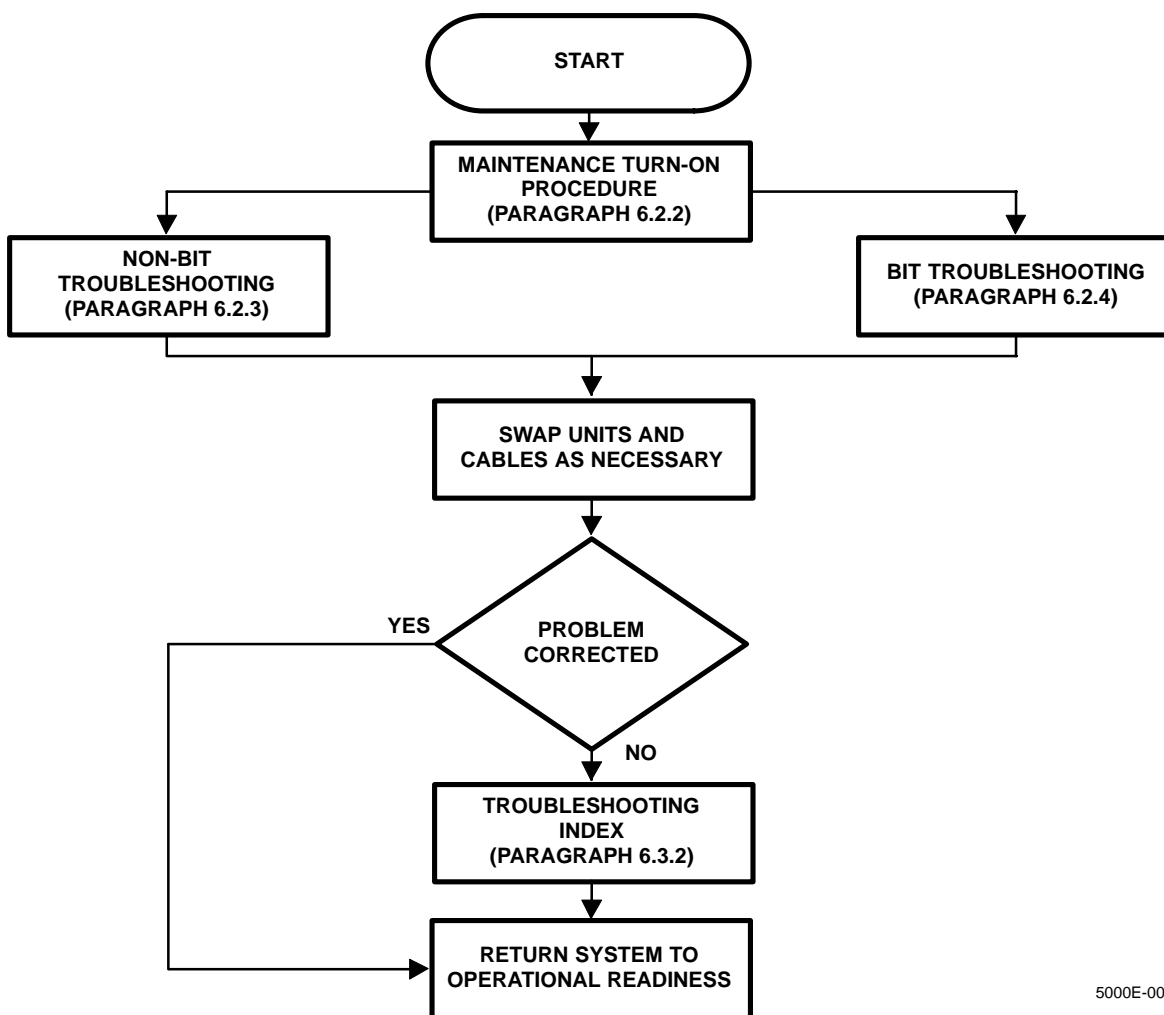 START
MAINTENANCE TURN-ON
PROCEDURE
(PARAGRAPH 6.2.2)
NON-BIT
TROUBLESHOOTING
(PARAGRAPH 6.2.3)
BIT TROUBLESHOOTING
(PARAGRAPH 6.2.4)
SWAP UNITS AND
CABLES AS NECESSARY
YES
PROBLEM
CORRECTED
NO
TROUBLESHOOTING
INDEX
(PARAGRAPH 6.3.2)
RETURN SYSTEM TO
OPERATIONAL READINESS
5000E-00